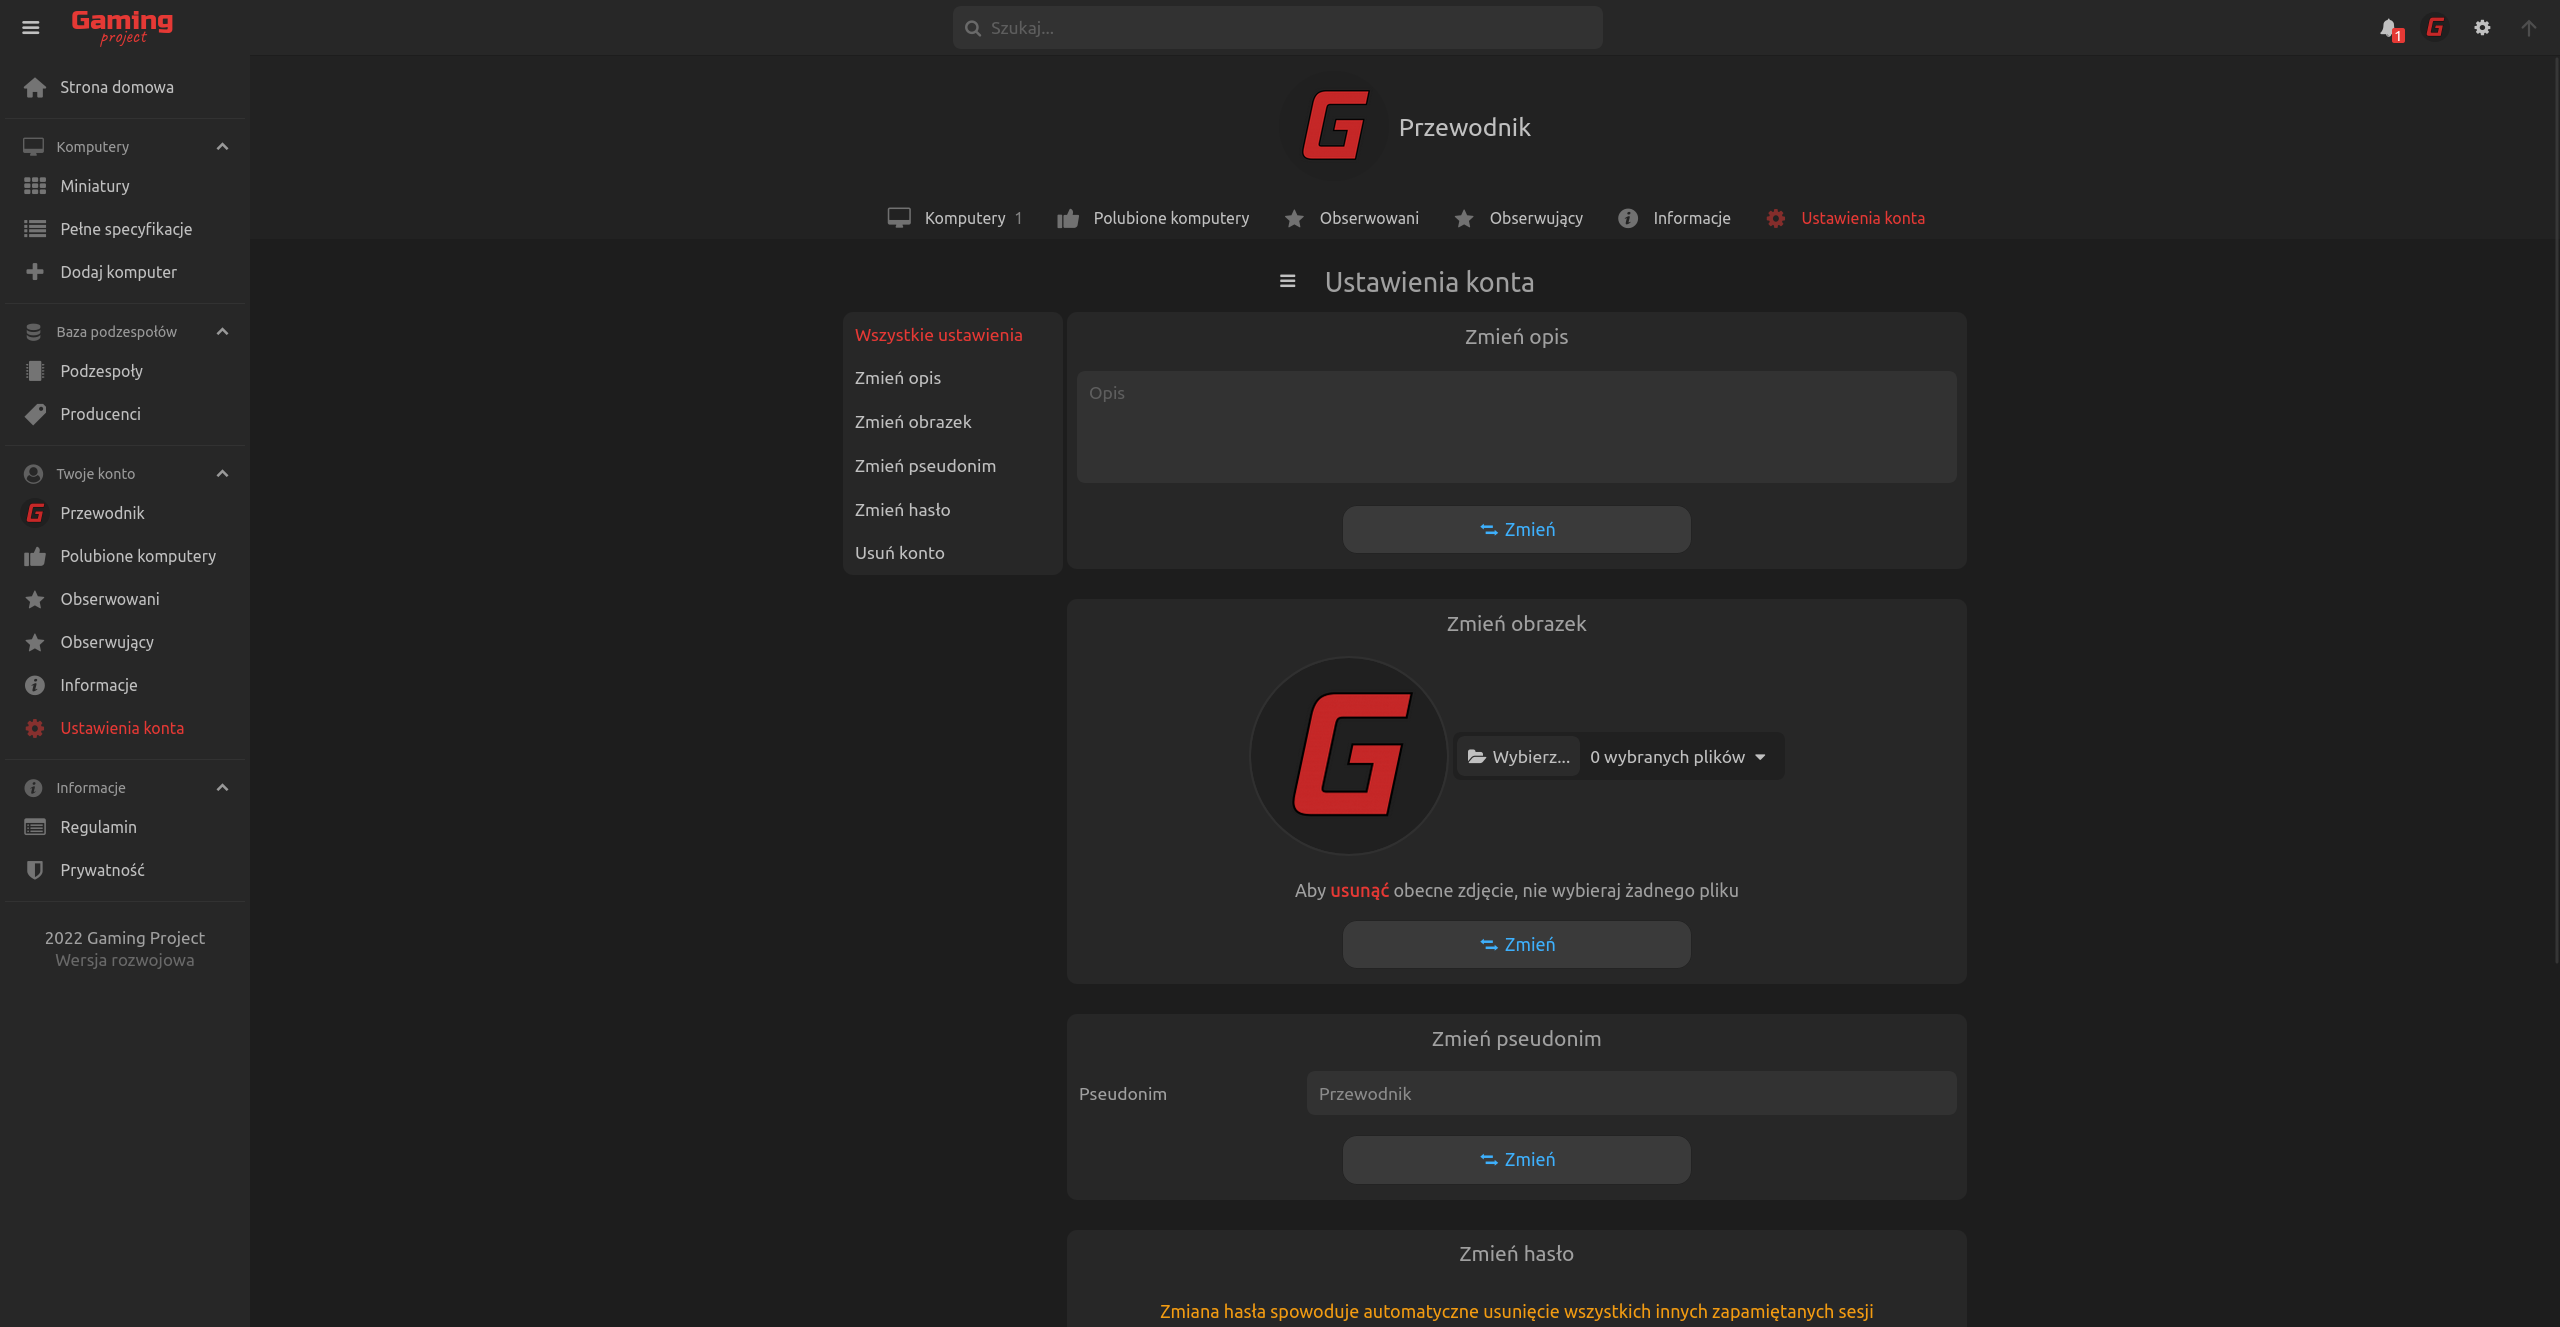 Gaming
project
Szukaj...
1
Strona domowa
Komputery
Miniatury
Pełne specyfikacje
Dodaj komputer
Baza podzespołów
Podzespoły
Producenci
Twoje konto
Przewodnik
Polubione komputery
Obserwowani
Obserwujący
Informacje
Ustawienia konta
Informacje
Regulamin
Prywatność
2022 Gaming Project
Wersja rozwojowa
Przewodnik
Komputery 1 Polubione komputery Obserwowani Obserwujący Informacje Ustawienia konta
Ustawienia konta
Wszystkie ustawienia
Zmień opis
Zmień obrazek
Zmień pseudonim
Zmień hasło
Usuń konto
Zmień opis
Opis
Zmień
Zmień obrazek
Wybierz... 0 wybranych plików
Aby usunąć obecne zdjęcie, nie wybieraj żadnego pliku
Zmień
Zmień pseudonim
Pseudonim Przewodnik
Zmień
Zmień hasło
Zmiana hasła spowoduje automatyczne usunięcie wszystkich innych zapamiętanych sesji